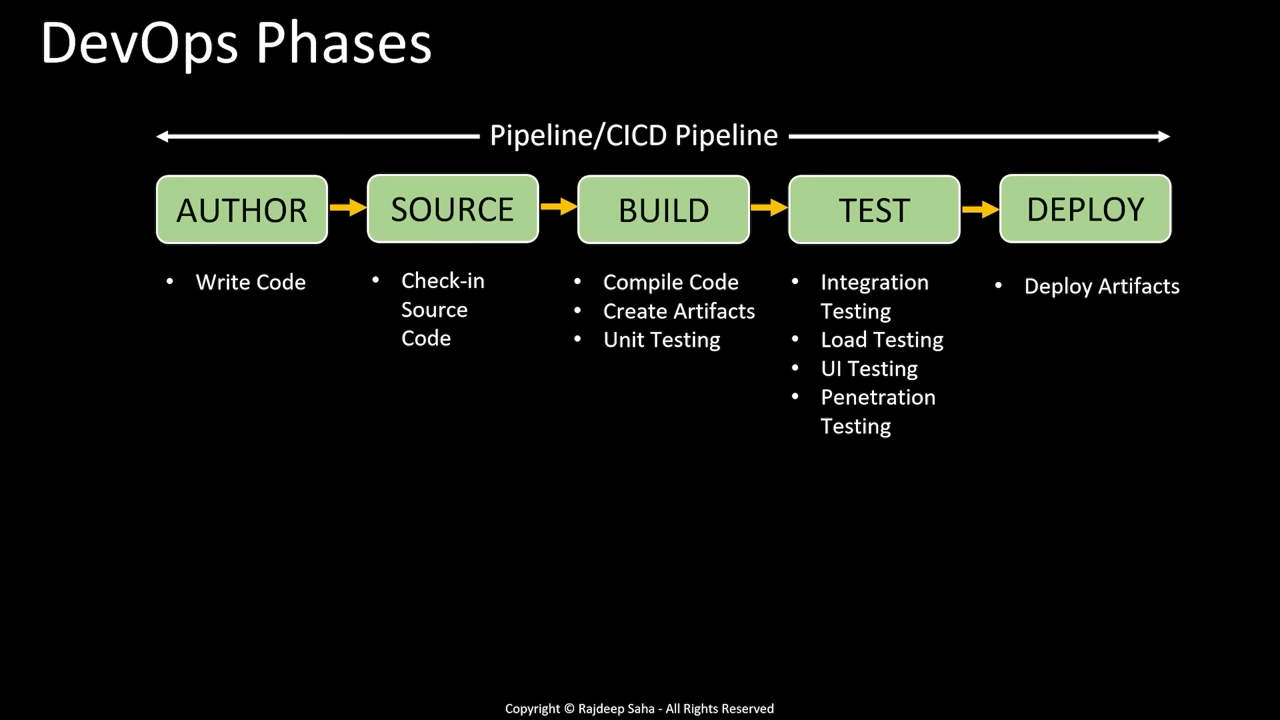 DevOps Phases
Pipeline/CICD Pipeline
AUTHOR
SOURCE
BUILD
TEST
DEPLOY
• Write Code
• Check-in
Source
Code
• Compile Code
• Create Artifacts
• Unit Testing
• Integration
Testing
• Load Testing
• UI Testing
• Penetration
Testing
• Deploy Artifacts
Copyright © Rajdeep Saha - All Rights Reserved